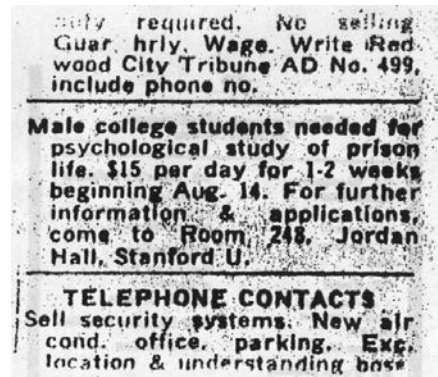 only required. No selling
Guar. hrly. Wage. Write Red
wood City Tribune AD No. 499,
include phone no.
Male college students needed for
psychological study of prison
life. $15 per day for 1-2 weeks
beginning Aug. 14. For further
information & applications,
come to Room 248, Jordan
Hall, Stanford U.
TELEPHONE CONTACTS
Sell security systems. New air
cond. office, parking. Exc.
location & understanding boss